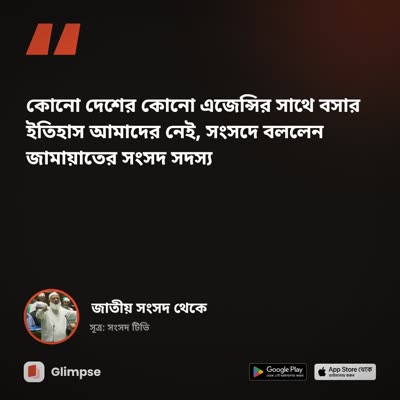 কোনো দেশের কোনো এজেন্সির সাথে বসার
ইতিহাস আমাদের নেই, সংসদে বললেন
জামায়াতের সংসদ সদস্য
জাতীয় সংসদ থেকে
সূত্র: সংসদ টিভি
Glimpse
Google Play
App Store থেকে